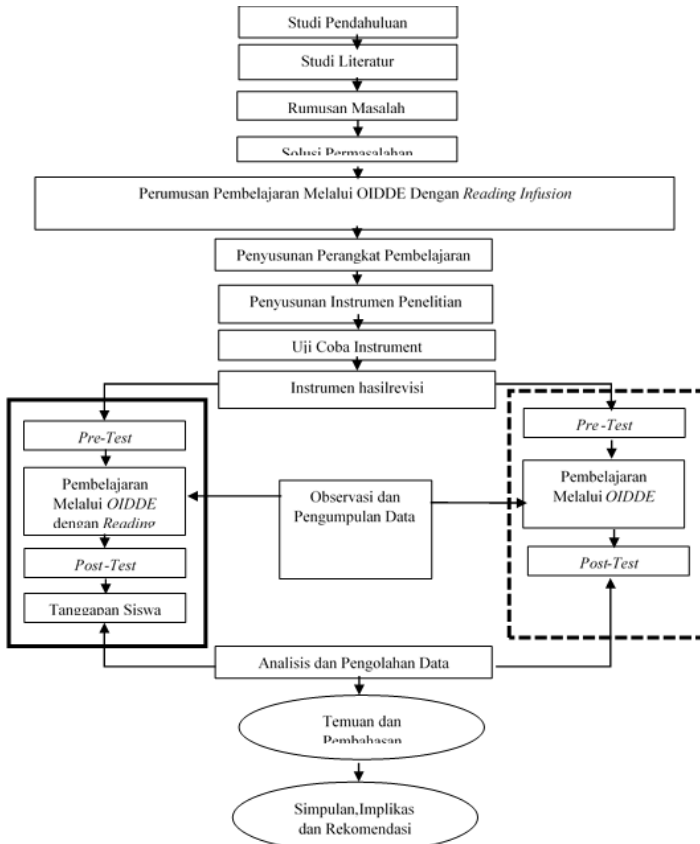 Studi Pendahuluan
Studi Literatur
Rumusan Masalah
Solusi Permasalahan
Perumusan Pembelajaran Melalui OIDDE Dengan Reading Infusion
Penyusunan Perangkat Pembelajaran
Penyusunan Instrumen Penelitian
Uji Coba Instrument
Instrumen hasilrevisi
Pre-Test
Pembelajaran
Melalui OIDDE
dengan Reading
Post-Test
Tanggapan Siswa
Observasi dan
Pengumpulan Data
Pre-Test
Pembelajaran
Melalui OIDDE
Post-Test
Analisis dan Pengolahan Data
Temuan dan
Pembahasan
Simpulan,Implikas
dan Rekomendasi